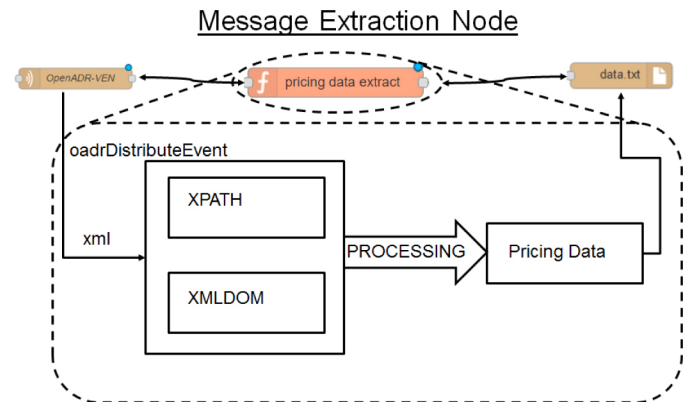 Message Extraction Node
OpenADR-VEN
pricing data extract
data.txt
oadrDistributeEvent
XPATH
xml
PROCESSING
Pricing Data
XMLDOM